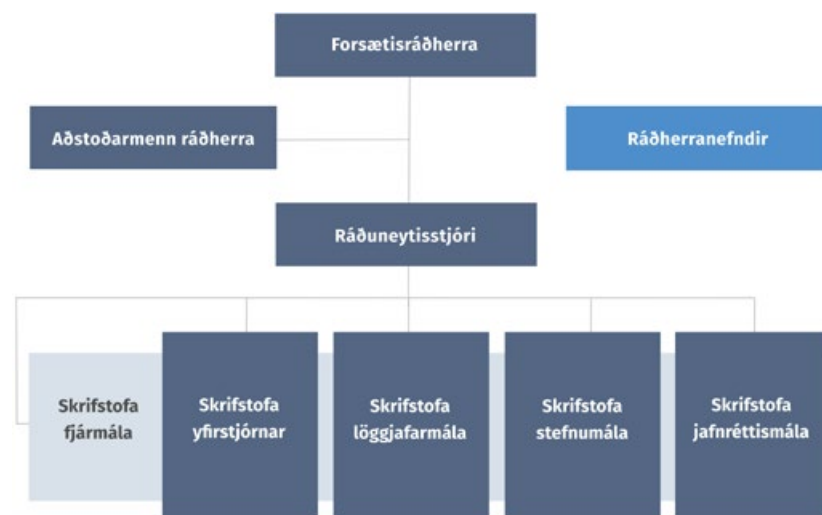 Forsætisráðherra
Aðstoðarmenn ráðherra
Ráðherranefndir
Ráðuneytisstjóri
Skrifstofa
fjármála
Skrifstofa
yfirstjórnar
Skrifstofa
löggjafarmála
Skrifstofa
stefnumála
Skrifstofa
jafnréttismála